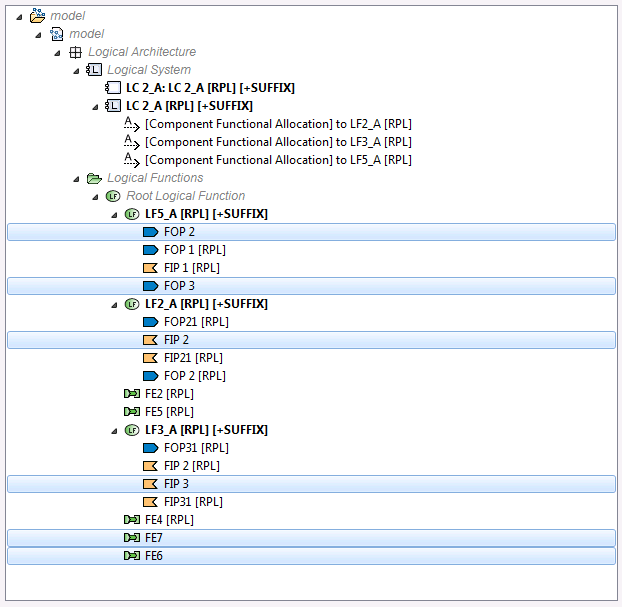 model
model
Logical Architecture
Logical System
LC 2_A: LC 2_A [RPL] [+SUFFIX]
LC 2_A [RPL] [+SUFFIX]
[Component Functional Allocation] to LF2_A [RPL]
[Component Functional Allocation] to LF3_A [RPL]
[Component Functional Allocation] to LF5_A [RPL]
Logical Functions
Root Logical Function
LF5_A [RPL] [+SUFFIX]
FOP 2
FOP 1 [RPL]
FIP 1 [RPL]
FOP 3
LF2_A [RPL] [+SUFFIX]
FOP21 [RPL]
FIP 2
FIP21 [RPL]
FOP 2 [RPL]
FE2 [RPL]
FE5 [RPL]
LF3_A [RPL] [+SUFFIX]
FOP31 [RPL]
FIP 2 [RPL]
FIP 3
FIP31 [RPL]
FE4 [RPL]
FE7
FE6